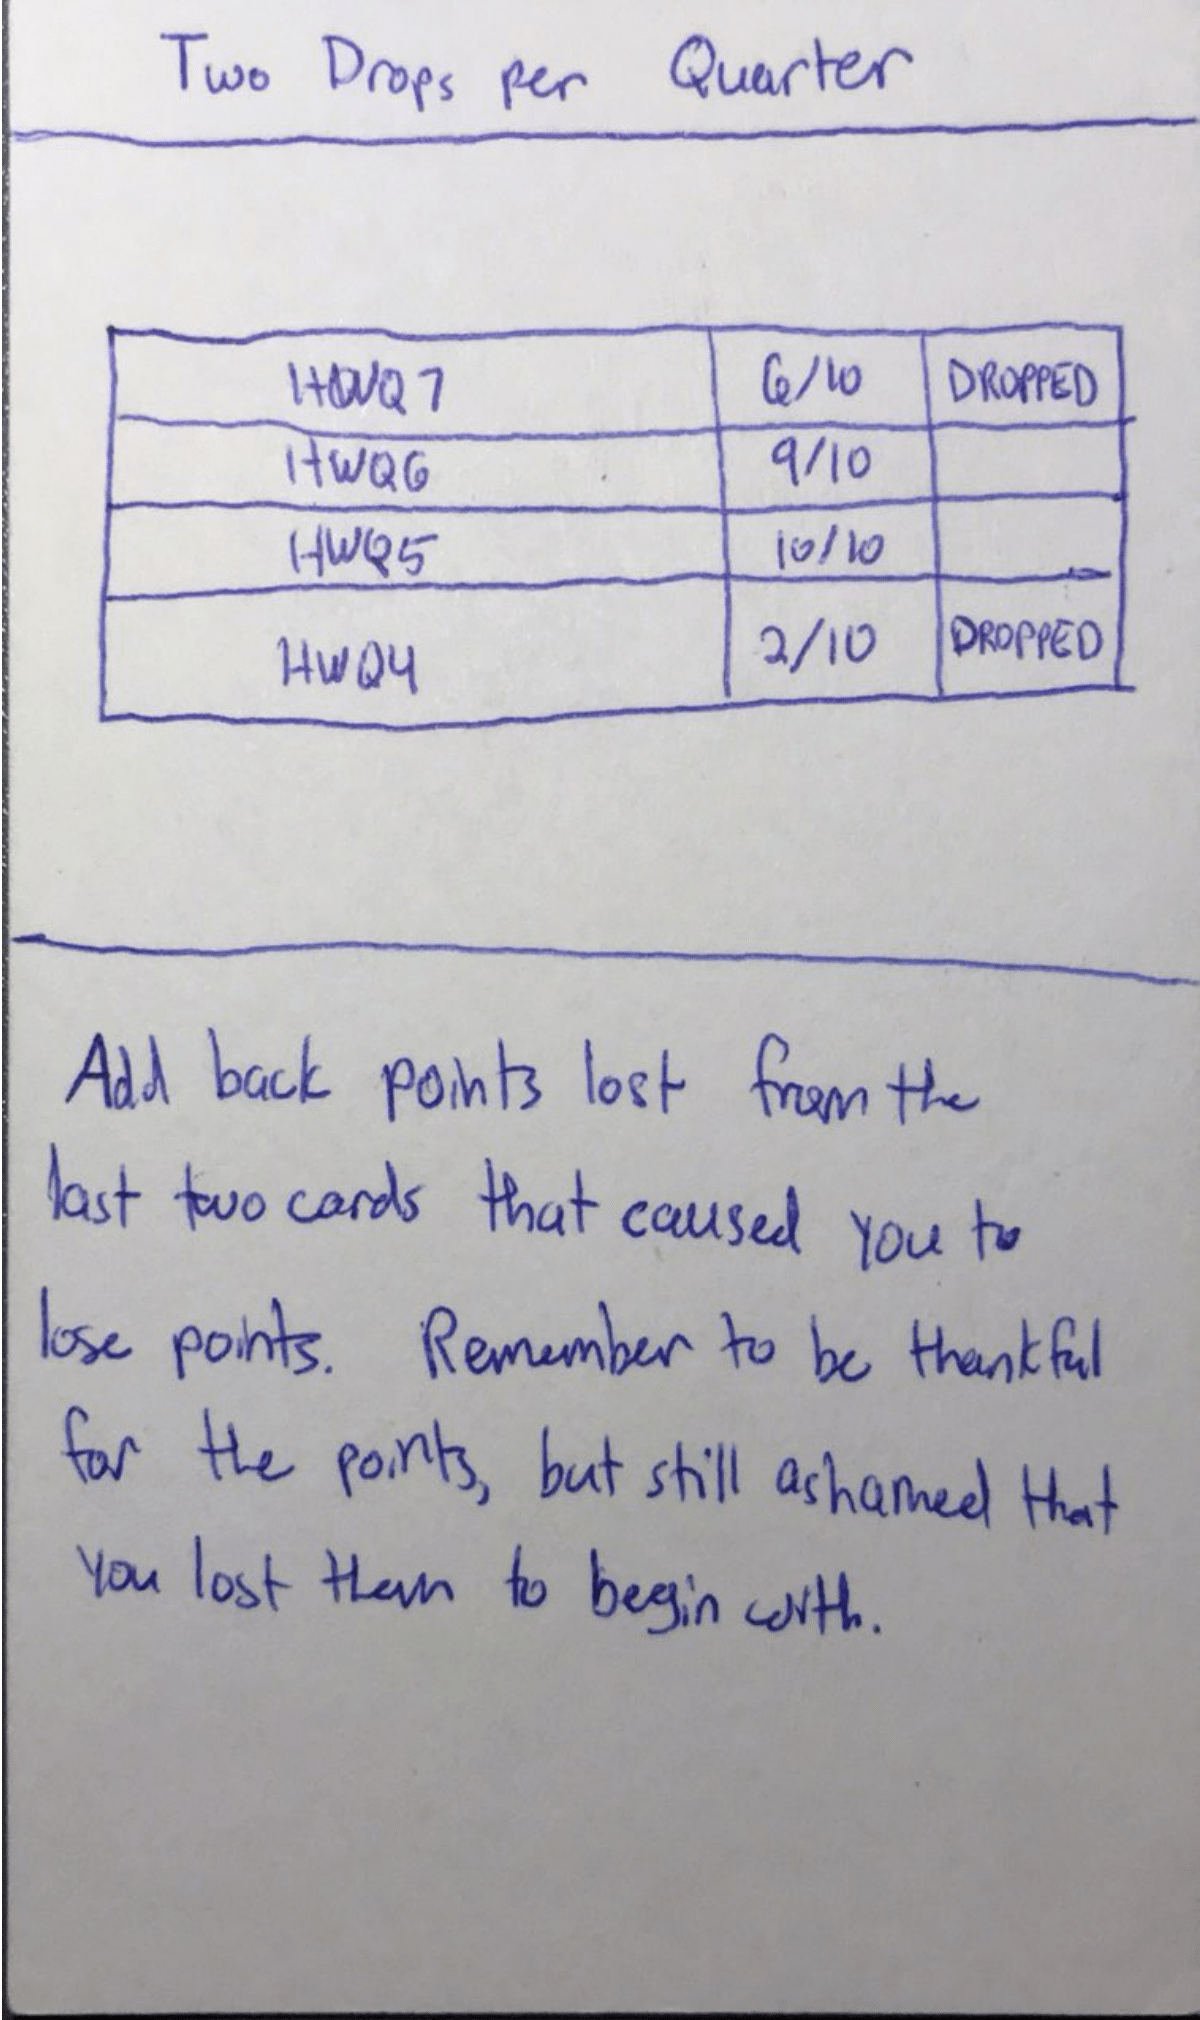 Two Drops per Quarter
HWQ7 6/10 DROPPED
HWQ6 9/10
HWQ5 10/10
HWQ4 2/10 DROPPED
Add back points lost from the
last two cards that caused you to
lose points. Remember to be thankful
for the points, but still ashamed that
you lost them to begin with.